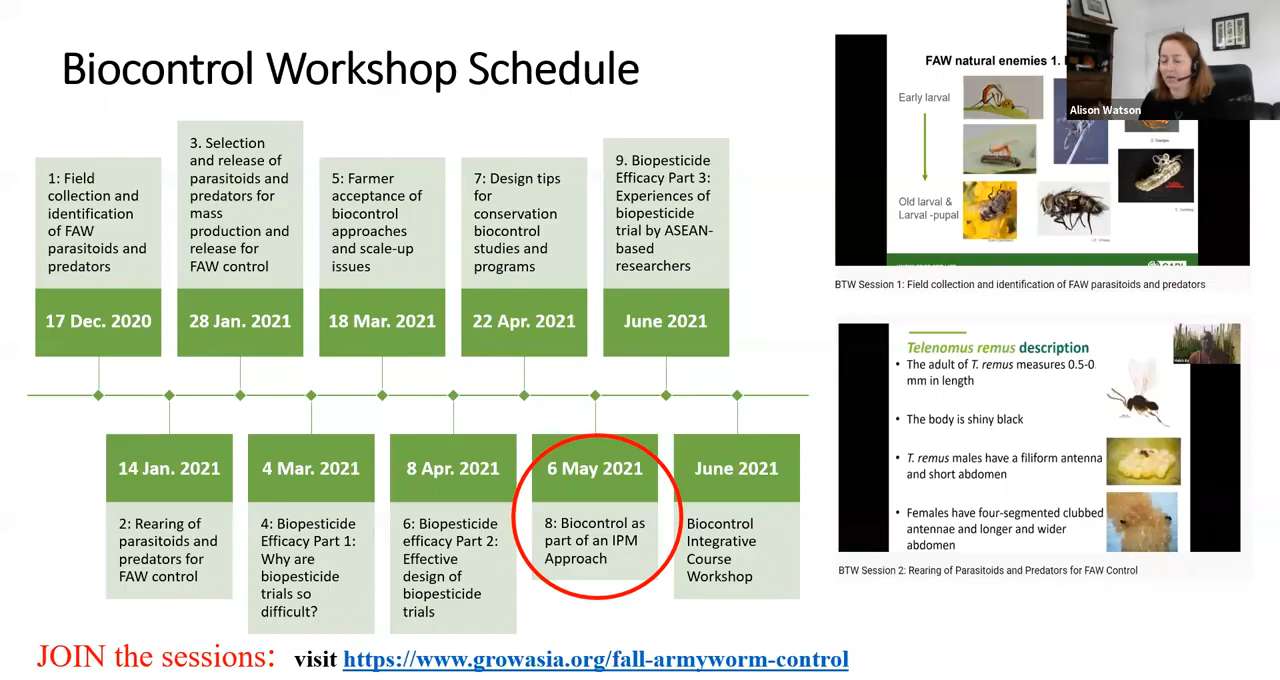 Biocontrol Workshop Schedule
1: Field
collection and
identification
of FAW
parasitoids and
predators
17 Dec. 2020
3. Selection
and release of
parasitoids and
predators for
mass
production and
release for
FAW control
28 Jan. 2021
5: Farmer
acceptance of
biocontrol
approaches
and scale-up
issues
18 Mar. 2021
7: Design tips
for
conservation
biocontrol
studies and
programs
22 Apr. 2021
9. Biopesticide
Efficacy Part 3:
Experiences of
biopesticide
trial by ASEAN-
based
researchers
June 2021
14 Jan. 2021
2: Rearing of
parasitoids and
predators for
FAW control
4 Mar. 2021
4: Biopesticide
Efficacy Part 1:
Why are
biopesticide
trials so
difficult?
8 Apr. 2021
6: Biopesticide
efficacy Part 2:
Effective
design of
biopesticide
trials
6 May 2021
8: Biocontrol as
part of an IPM
Approach
June 2021
Biocontrol
Integrative
Course
Workshop
JOIN the sessions: visit https://www.growasia.org/fall-armyworm-control
FAW natural enemies 1.
Alison Watson
Early larval
Old larval &
Larval -pupal
BTW Session 1: Field collection and identification of FAW parasitoids and predators
Telenomus remus description
• The adult of T. remus measures 0.5-0
mm in length
• The body is shiny black
• T. remus males have a filiform antenna
and short abdomen
• Females have four-segmented clubbed
antennae and longer and wider
abdomen
BTW Session 2: Rearing of Parasitoids and Predators for FAW Control